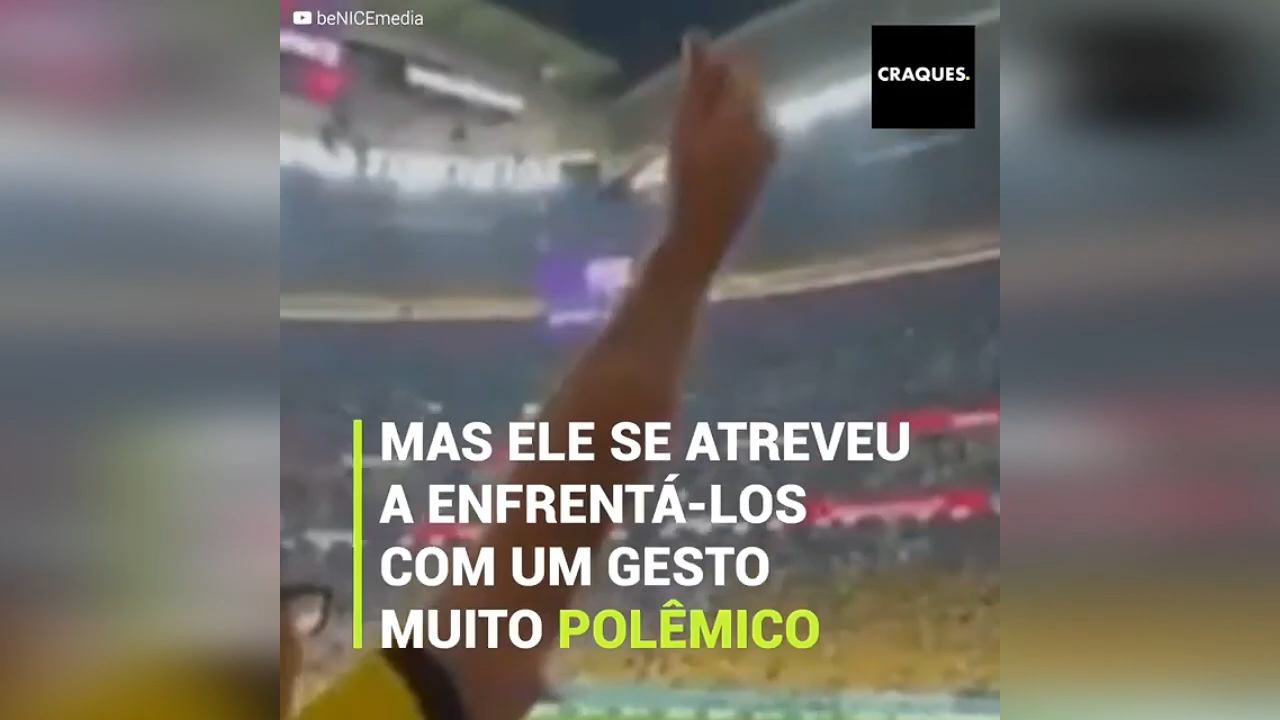 beNICEmedia
CRAQUES.
MAS ELE SE ATREVEU
A ENFRENTÁ-LOS
COM UM GESTO
MUITO POLÊMICO